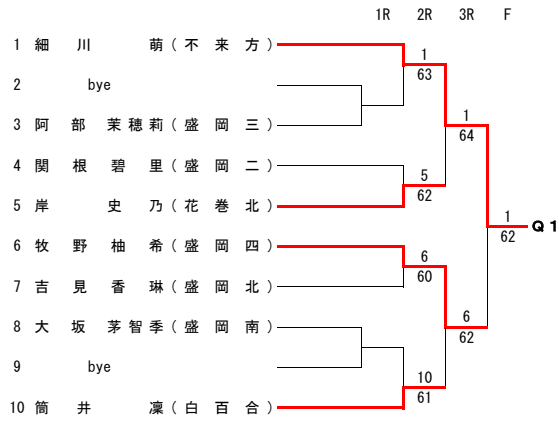 1R 2R 3R F
1 細川 萌(不来方)
2 bye
3 阿部茉穂莉(盛岡三)
4 関根碧里(盛岡二)
5 岸 史乃(花巻北)
6 牧野柚希(盛岡四)
7 吉見香琳(盛岡北)
8 大坂茅智季(盛岡南)
9 bye
10 筒井 凜(白百合)
1
63
5
62
6
60
10
61
1
64
6
62
1
62
Q1